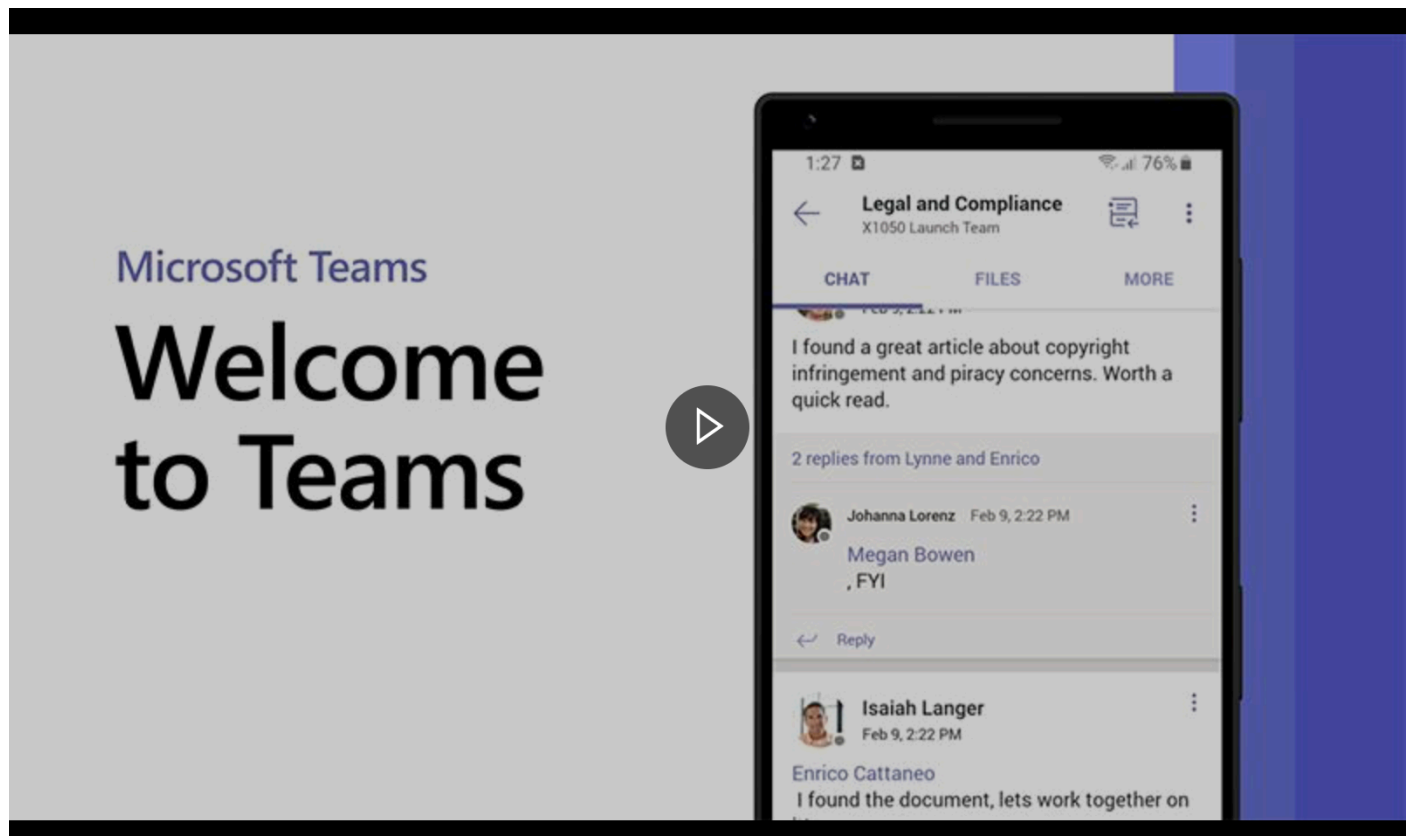 Microsoft Teams
Welcome
to Teams
1:27
76%
Legal and Compliance
X1050 Launch Team
CHAT FILES MORE
I found a great article about copyright
infringement and piracy concerns. Worth a
quick read.
2 replies from Lynne and Enrico
Johanna Lorenz Feb 9, 2:22 PM
Megan Bowen
, FYI
Reply
Isaiah Langer
Feb 9, 2:22 PM
Enrico Cattaneo
I found the document, lets work together on